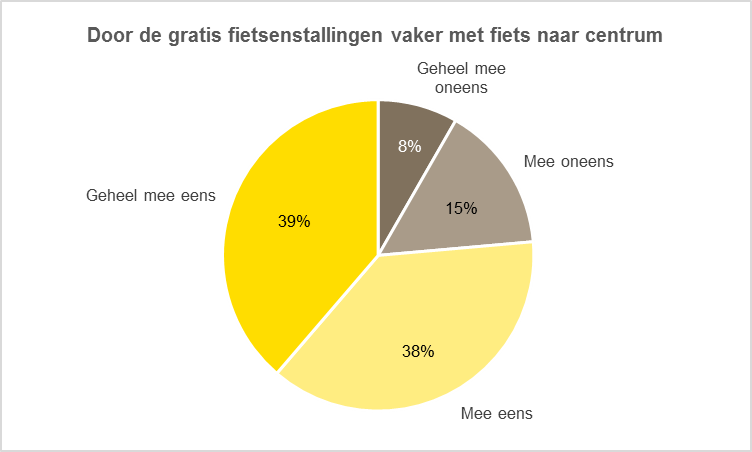 Door de gratis fietsenstallingen vaker met fiets naar centrum
Geheel mee
oneens
8%
Mee oneens
15%
Geheel mee eens
39%
38%
Mee eens